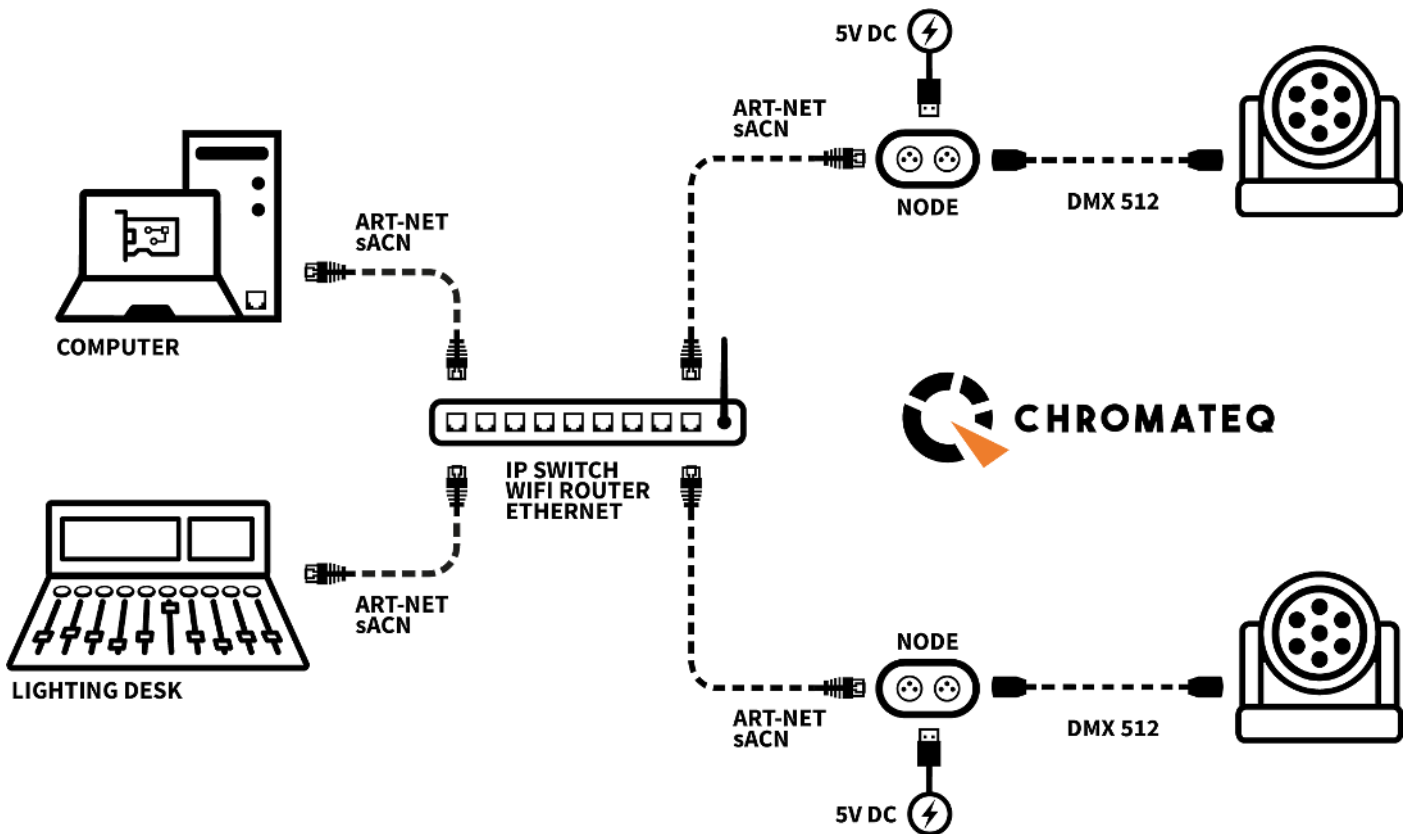 5V DC
ART-NET
sACN
NODE
DMX 512
ART-NET
sACN
COMPUTER
CHROMATEQ
IP SWITCH
WIFI ROUTER
ETHERNET
ART-NET
sACN
LIGHTING DESK
NODE
ART-NET
sACN
DMX 512
5V DC